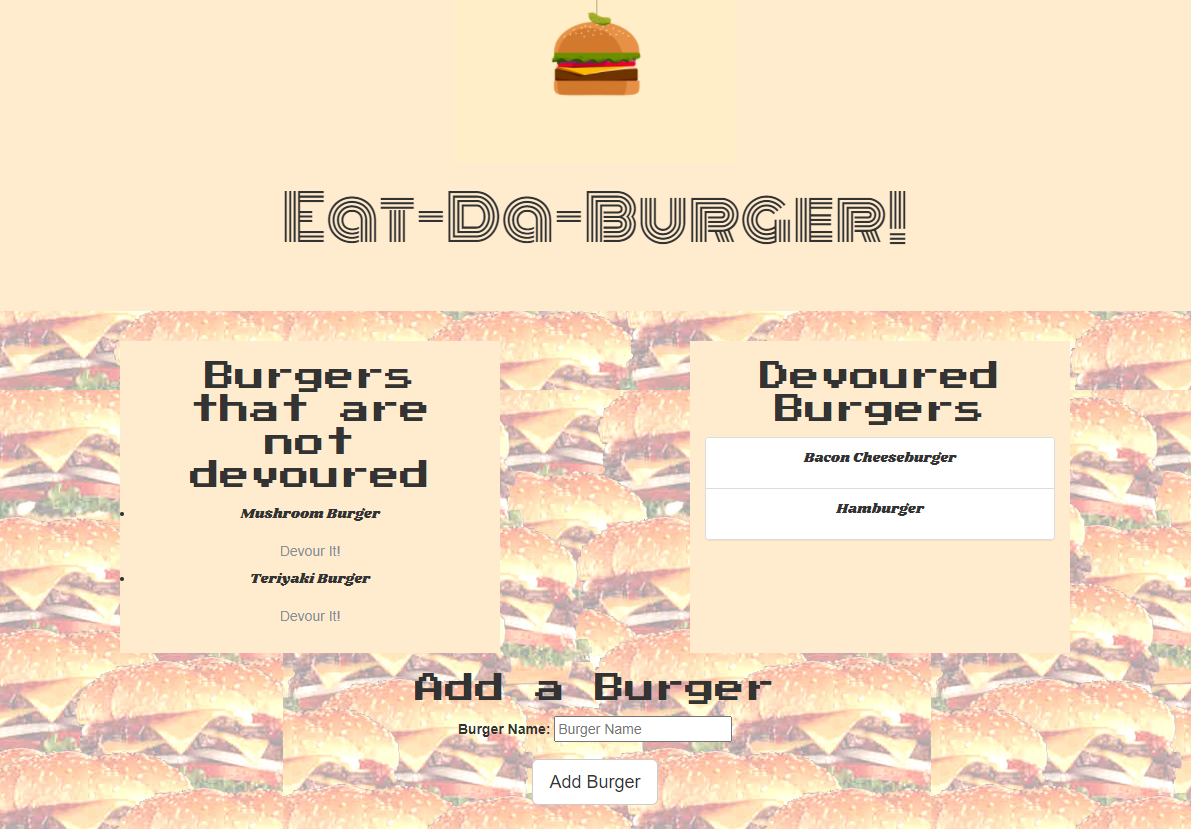 Eat-Da-Burger!
Burgers
that are
not
devoured
Mushroom Burger
Devour It!
Teriyaki Burger
Devour It!
Devoured
Burgers
Bacon Cheeseburger
Hamburger
Add a Burger
Burger Name: Burger Name
Add Burger